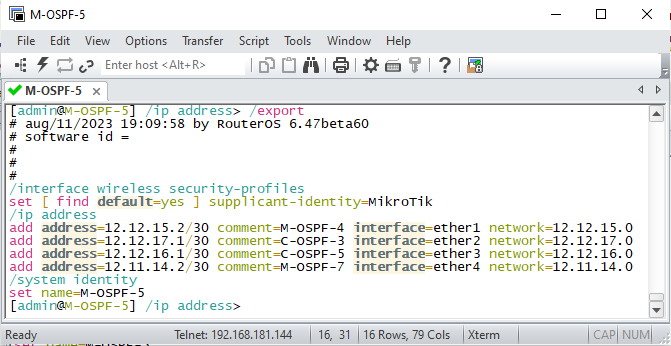 M-OSPF-5
File Edit View Options Transfer Script Tools Window Help
Enter host <Alt+R>
M-OSPF-5
[admin@M-OSPF-5] /ip address> /export
# aug/11/2023 19:09:58 by RouterOS 6.47beta60
# software id =
#
#
#
/interface wireless security-profiles
set [ find default=yes ] supplicant-identity=MikroTik
/ip address
add address=12.12.15.2/30 comment=M-OSPF-4 interface=ether1 network=12.12.15.0
add address=12.12.17.1/30 comment=C-OSPF-3 interface=ether2 network=12.12.17.0
add address=12.12.16.1/30 comment=C-OSPF-5 interface=ether3 network=12.12.16.0
add address=12.11.14.2/30 comment=M-OSPF-7 interface=ether4 network=12.11.14.0
/system identity
set name=M-OSPF-5
[admin@M-OSPF-5] /ip address>
Ready Telnet: 192.168.181.144 16, 31 16 Rows, 79 Cols Xterm CAP NUM